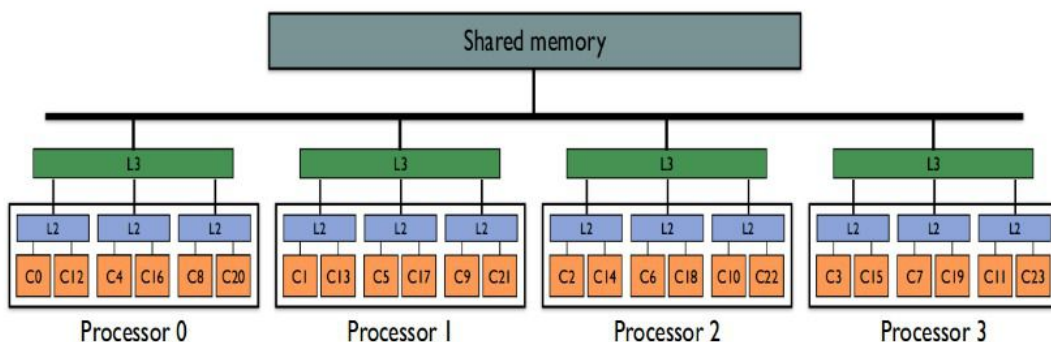 Shared memory
L3 L3 L3 L3
L2 L2 L2 L2 L2 L2 L2 L2 L2 L2 L2 L2
C0 C12 C4 C16 C8 C20 C1 C13 C5 C17 C9 C21 C2 C14 C6 C18 C10 C22 C3 C15 C7 C19 C11 C23
Processor 0 Processor 1 Processor 2 Processor 3